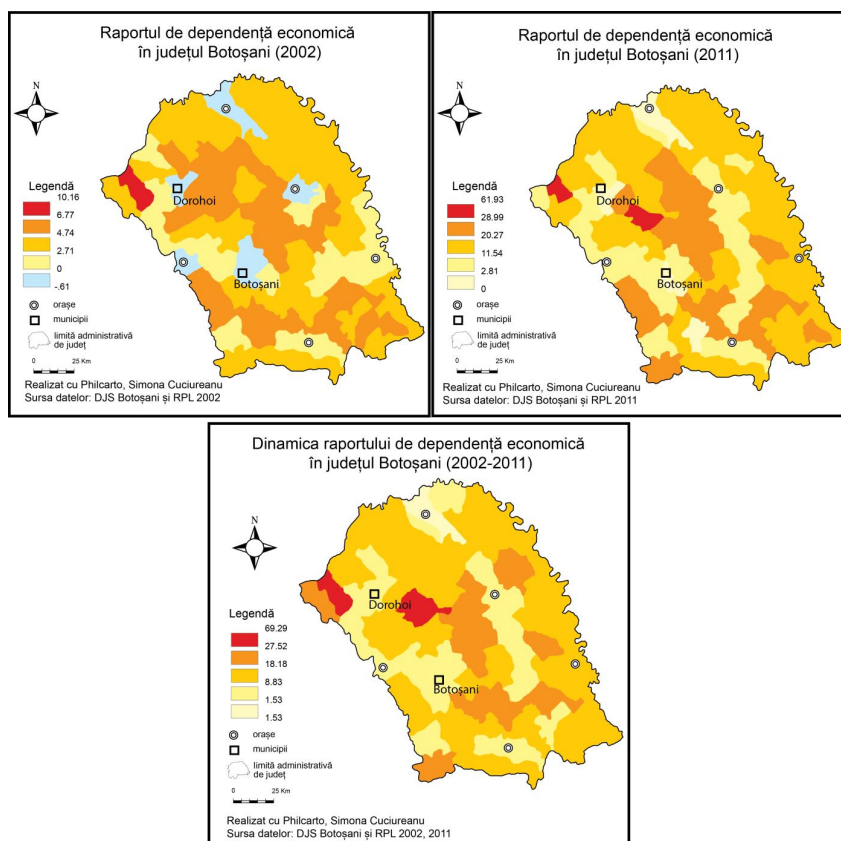 Raportul de dependență economică
în județul Botoșani (2002)
N
Dorohoi
Botoșani
Legendă
10.16
6.77
4.74
2.71
0
-.61
orașe
municipii
limită administrativă
de județ
0 25 Km
Realizat cu Philcarto, Simona Cuciureanu
Sursa datelor: DJS Botoșani și RPL 2002
Raportul de dependență economică
în județul Botoșani (2011)
N
Dorohoi
Botoșani
Legendă
61.93
28.99
20.27
11.54
2.81
0
orașe
municipii
limită administrativă
de județ
0 25 Km
Realizat cu Philcarto, Simona Cuciureanu
Sursa datelor: DJS Botoșani și RPL 2011
Dinamica raportului de dependență economică
în județul Botoșani (2002-2011)
N
Dorohoi
Botoșani
Legendă
69.29
27.52
18.18
8.83
1.53
1.53
orașe
municipii
limită administrativă
de județ
0 25 Km
Realizat cu Philcarto, Simona Cuciureanu
Sursa datelor: DJS Botoșani și RPL 2002, 2011